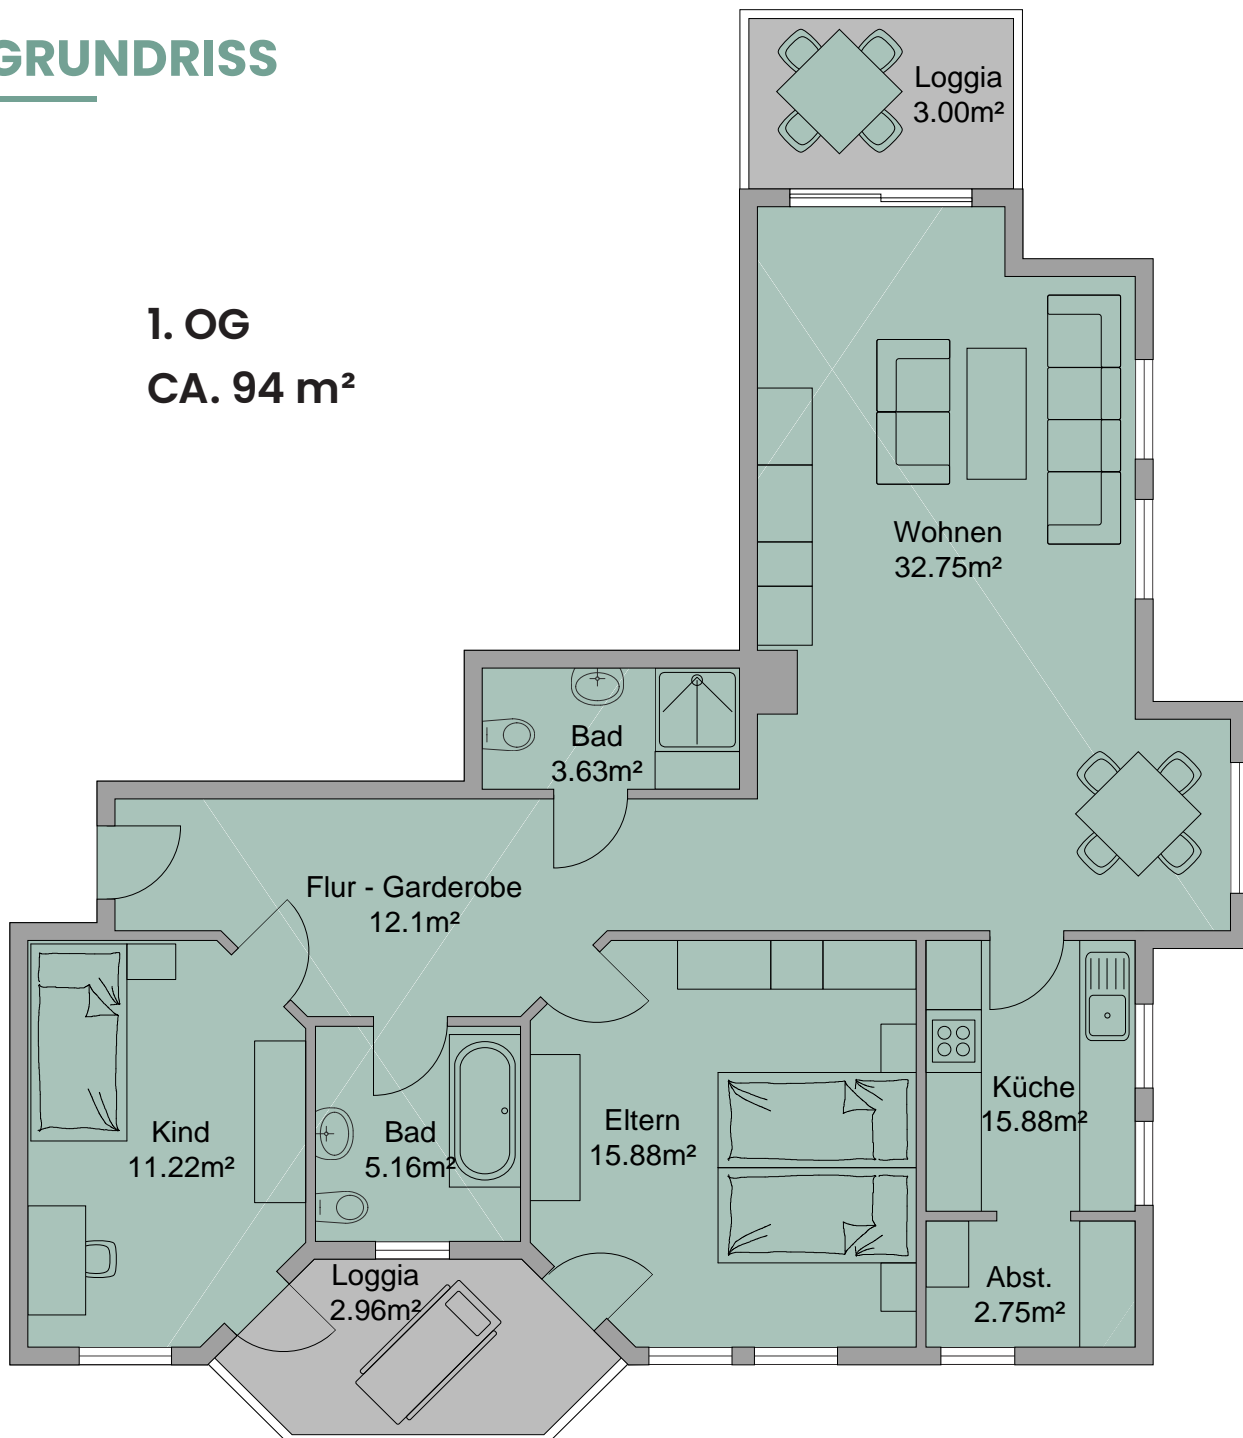 GRUNDRISS
1. OG
CA. 94 m²
Loggia
3.00m²
Wohnen
32.75m²
Bad
3.63m²
Flur - Garderobe
12.1m²
Kind
11.22m²
Bad
5.16m²
Eltern
15.88m²
Küche
15.88m²
Loggia
2.96m²
Abst.
2.75m²